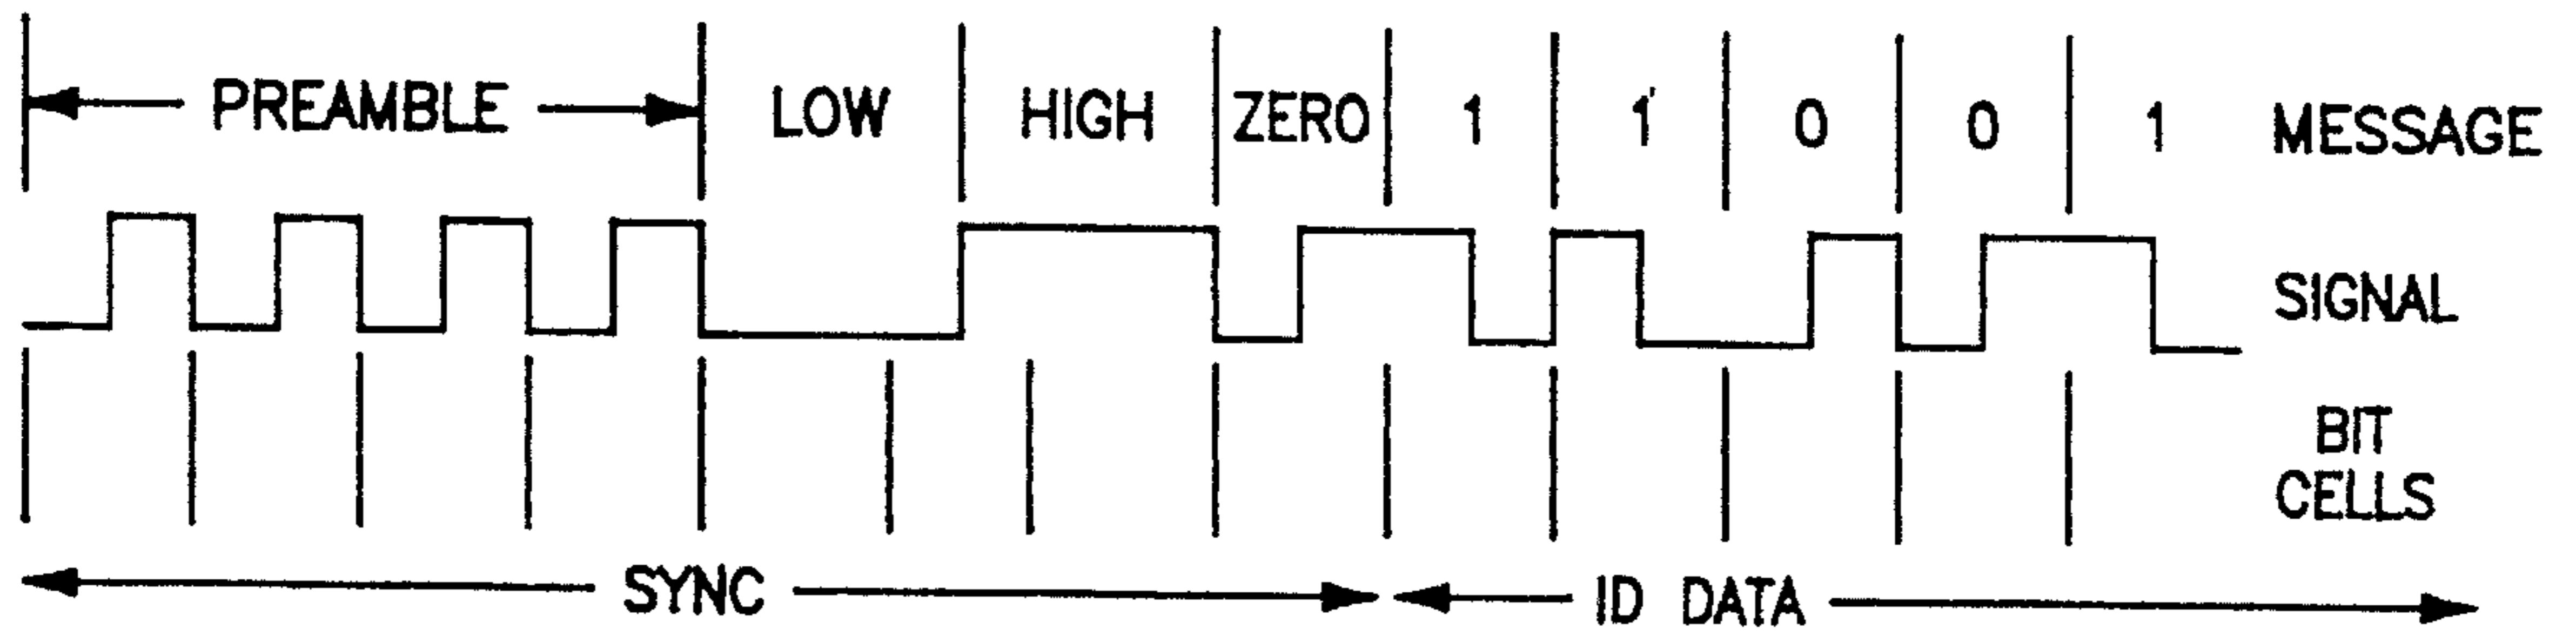 PREAMBLE LOW HIGH ZERO 1 1 0 0 1 MESSAGE
SIGNAL
BIT
CELLS
SYNC ID DATA